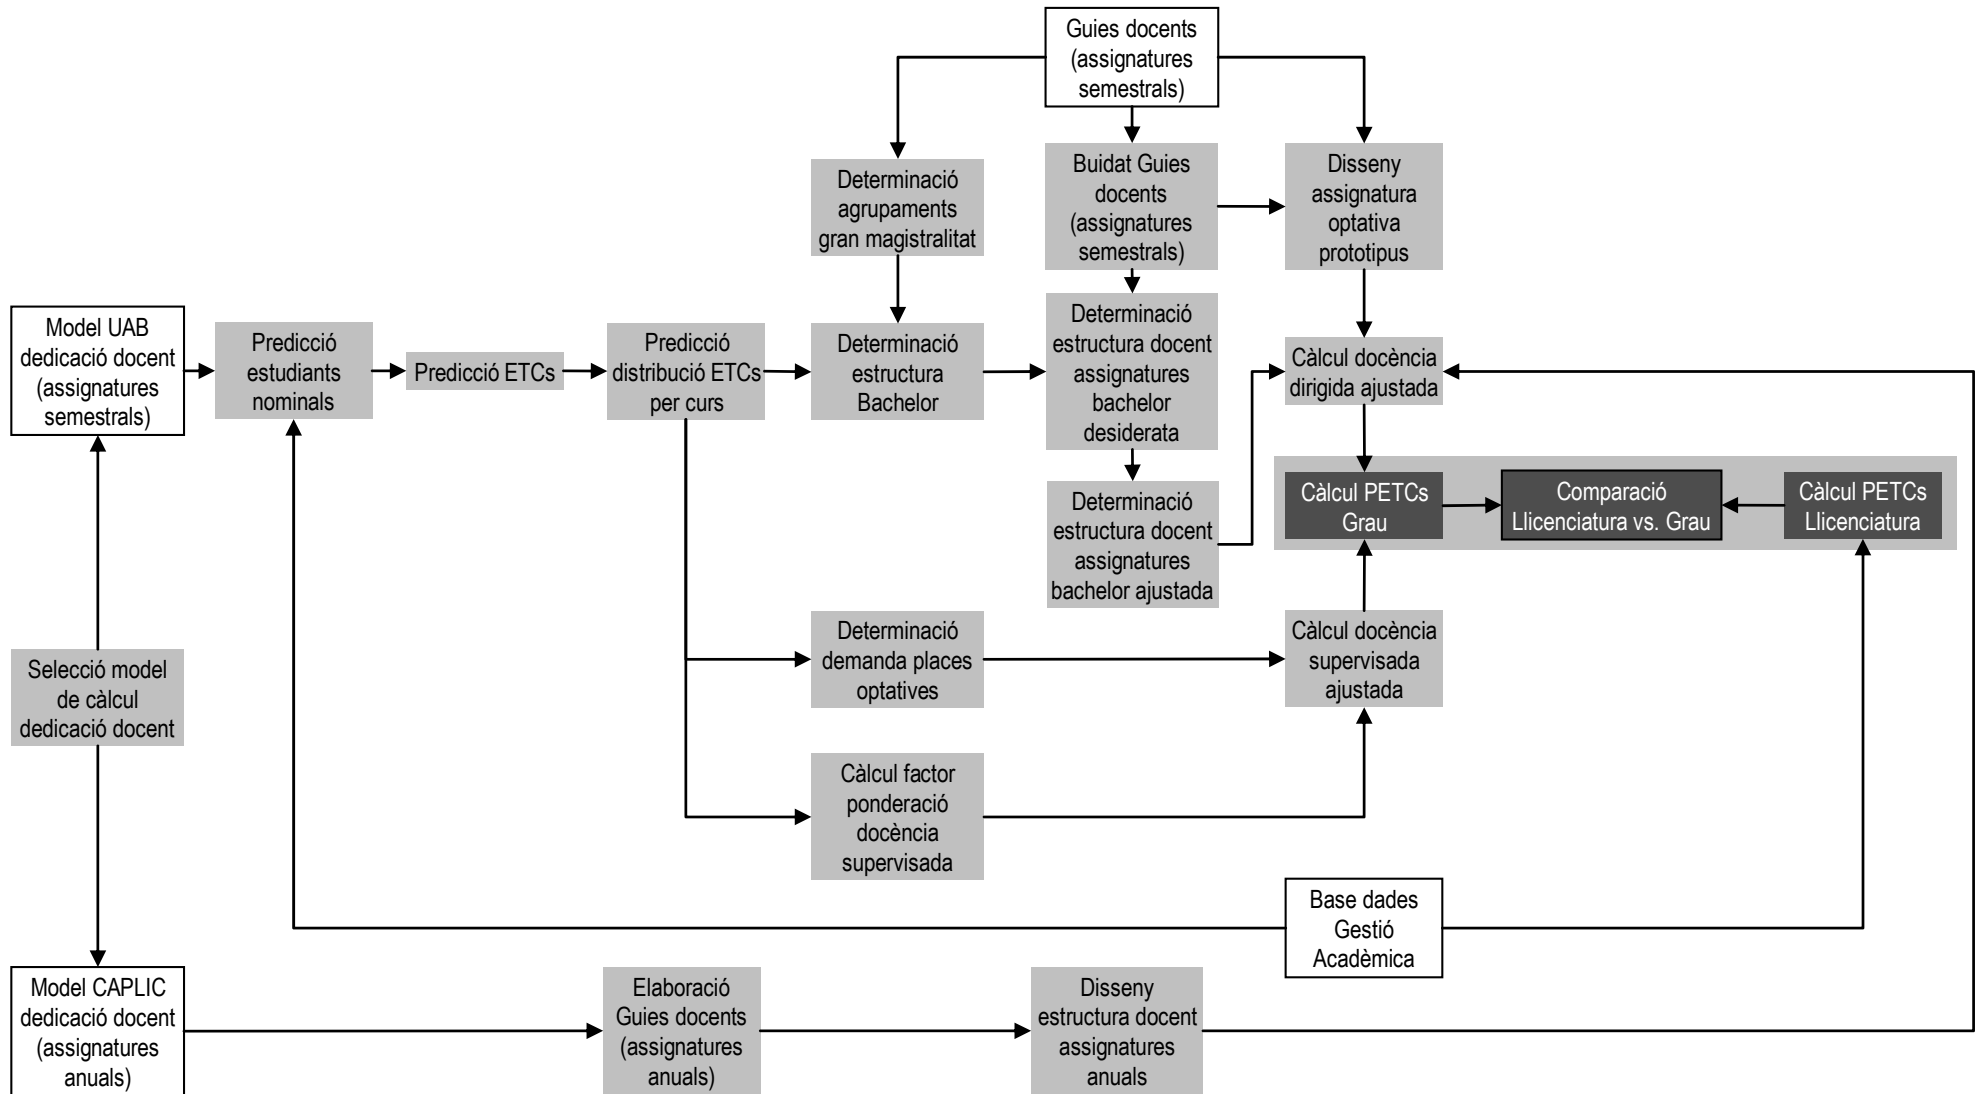 Guies docents
(assignatures
semestrals)
Determinació
agrupaments
gran magistralitat
Buidat Guies
docents
(assignatures
semestrals)
Disseny
assignatura
optativa
prototipus
Model UAB
dedicació docent
(assignatures
semestrals)
Predicció
estudiants
nominals
Predicció ETCs
Predicció
distribució ETCs
per curs
Determinació
estructura
Bachelor
Determinació
estructura docent
assignatures
bachelor
desiderata
Càlcul docència
dirigida ajustada
Determinació
estructura docent
assignatures
bachelor ajustada
Càlcul PETCs
Grau
Comparació
Llicenciatura vs. Grau
Càlcul PETCs
Llicenciatura
Selecció model
de càlcul
dedicació docent
Determinació
demanda places
optatives
Càlcul docència
supervisada
ajustada
Càlcul factor
ponderació
docència
supervisada
Base dades
Gestió
Acadèmica
Model CAPLIC
dedicació docent
(assignatures
anuals)
Elaboració
Guies docents
(assignatures
anuals)
Disseny
estructura docent
assignatures
anuals